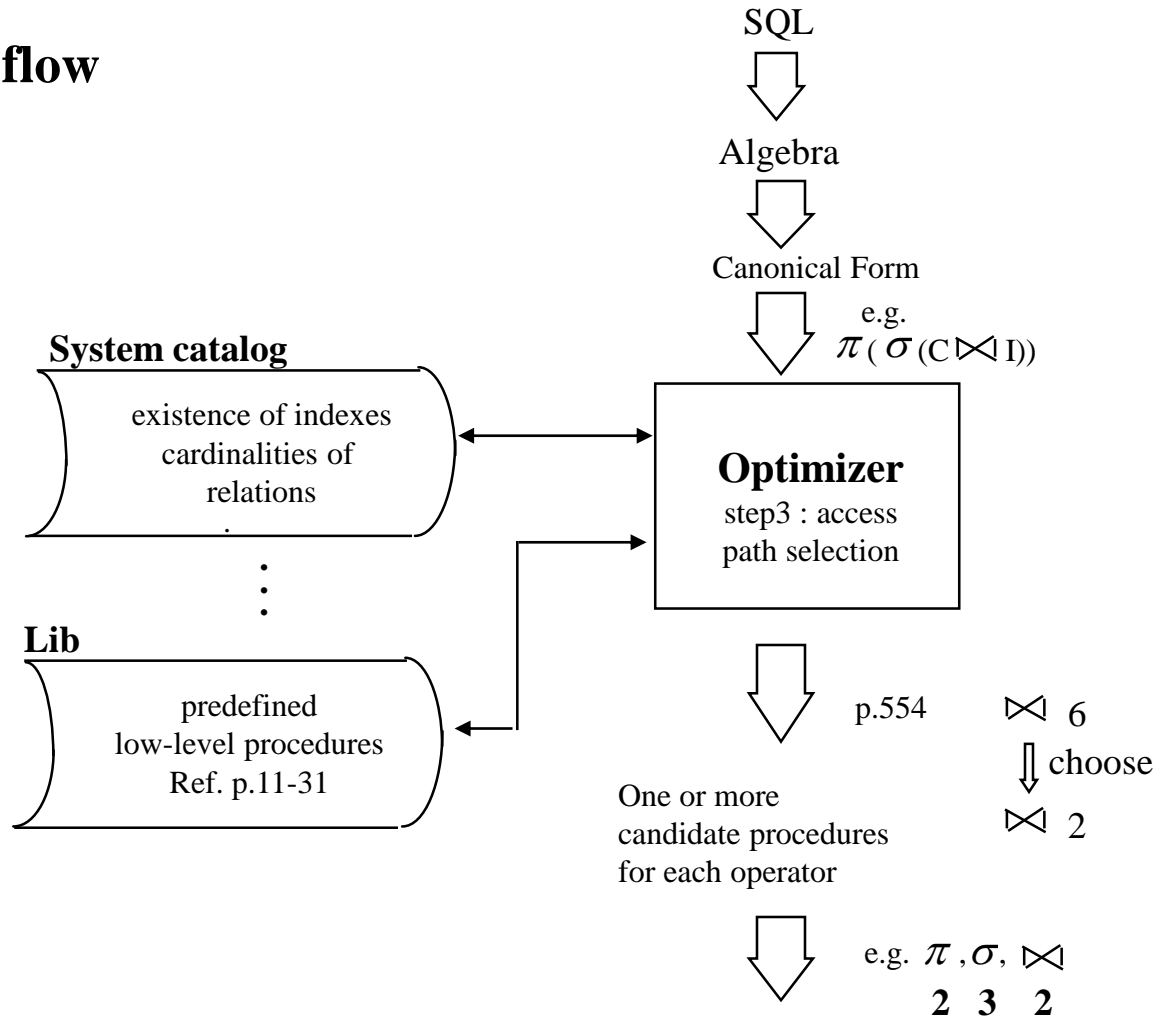 flow
SQL
Algebra
Canonical Form
e.g.
π ( σ (C ⋈ I))
System catalog
existence of indexes
cardinalities of
relations
.
Optimizer
step3 : access
path selection
Lib
predefined
low-level procedures
Ref. p.11-31
p.554
⋈ 6
choose
⋈ 2
One or more
candidate procedures
for each operator
e.g. π , σ, ⋈
2 3 2